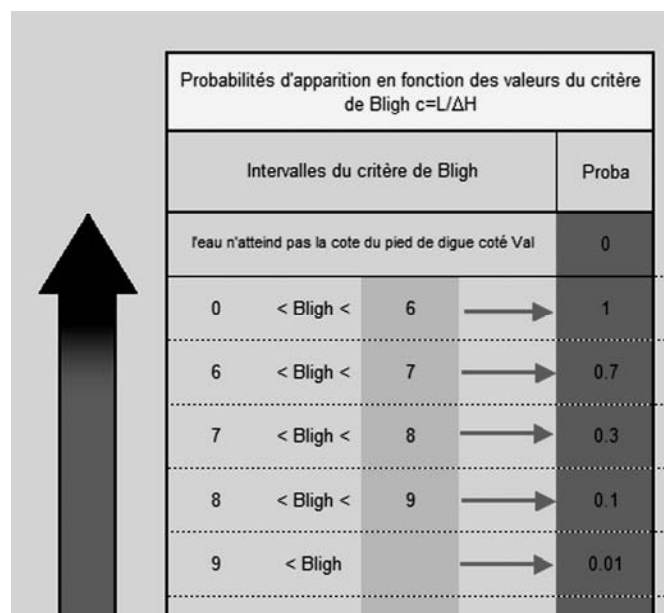 Probabilités d'apparition en fonction des valeurs du critère
de Bligh c=L/ΔH
Intervalles du critère de Bligh Proba
l'eau n'atteind pas la cote du pied de digue coté Val 0
0 < Bligh < 6 1
6 < Bligh < 7 0.7
7 < Bligh < 8 0.3
8 < Bligh < 9 0.1
9 < Bligh 0.01